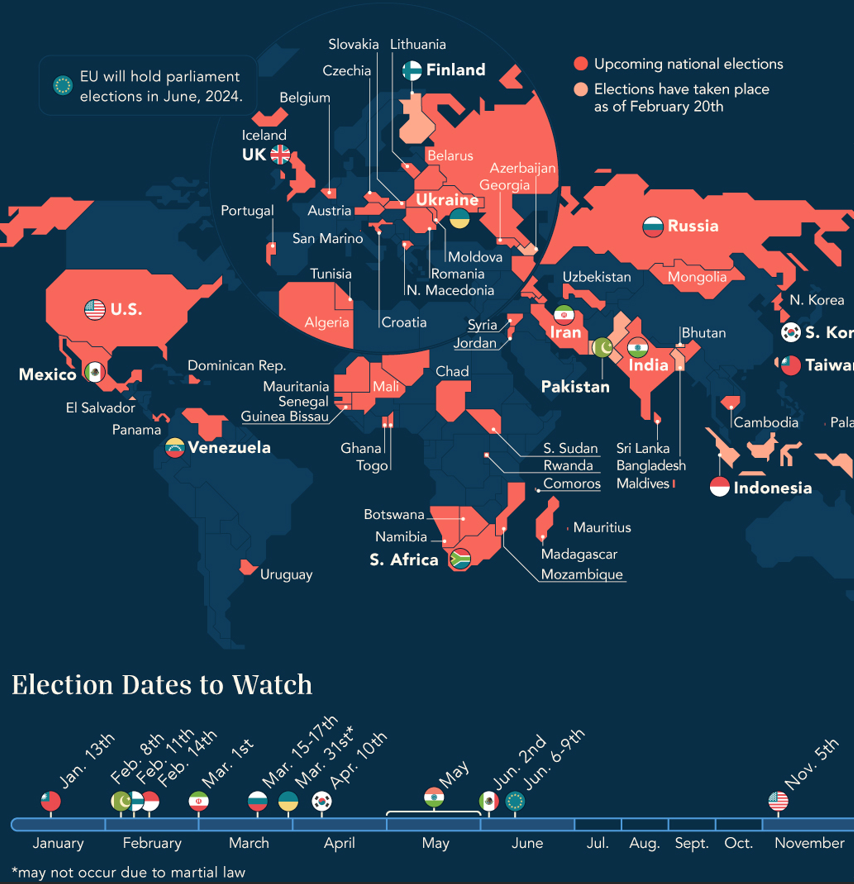 Slovakia
Lithuania
Czechia
Finland
EU will hold parliament
elections in June, 2024.
Upcoming national elections
Elections have taken place
as of February 20th
Belgium
Iceland
UK
Belarus
Azerbaijan
Georgia
Ukraine
Portugal
Austria
Russia
San Marino
Moldova
Tunisia
Romania
Uzbekistan
Mongolia
N. Macedonia
N. Korea
U.S.
Algeria
Croatia
Syria
Jordan
Iran
S. Kor
Bhutan
India
Taiwan
Mexico
Dominican Rep.
Chad
Mauritania
Mali
Pakistan
Senegal
El Salvador
Guinea Bissau
Panama
Cambodia
Pala
Venezuela
Ghana
Togo
S. Sudan
Sri Lanka
Rwanda
Bangladesh
Comoros
Maldives
Indonesia
Botswana
Mauritius
Namibia
S. Africa
Madagascar
Uruguay
Mozambique
Election Dates to Watch
Jan. 13th
Feb. 8th
Feb. 11th
Feb. 14th
Mar. 1st
Mar. 15-17th
Mar. 31st*
Apr. 10th
May
Jun. 2nd
Jun. 6-9th
Nov. 5th
January
February
March
April
May
June
Jul.
Aug.
Sept.
Oct.
November
*may not occur due to martial law